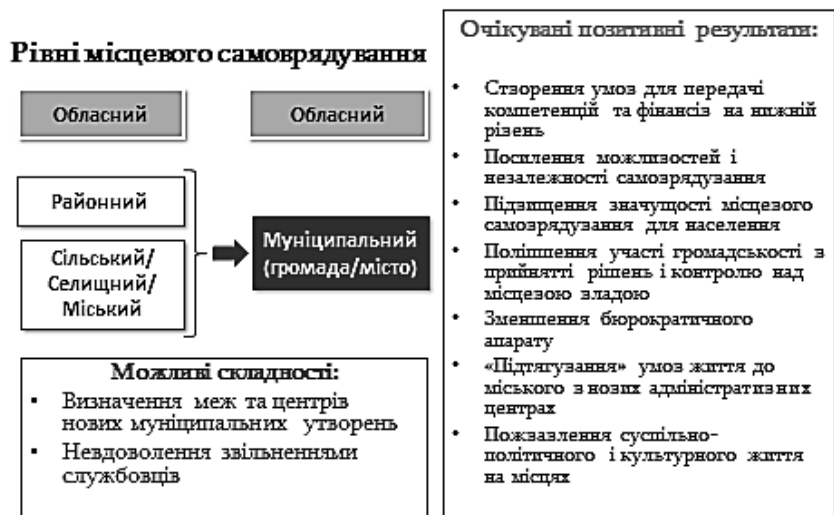 Рівні місцевого самоврядування
Обласний
Обласний
Районний
Сільський/
Селищний/
Міський
Муніципальний
(громада/місто)
Можливі складності:
• Визначення меж та центрів
нових муніципальних утворень
• Невдоволення звільненнями
службовців
Очікувані позитивні результати:
• Створення умов для передачі
компетенцій та фінансів на нижній
рівень
• Посилення можливостей і
незалежності самоврядування
• Підвищення значущості місцевого
самоврядування для населення
• Поліпшення участі громадськості в
прийнятті рішень і контролю над
місцевою владою
• Зменшення бюрократичного
апарату
• «Підтягування» умов життя до
міського в нових адміністративних
центрах
• Пожвавлення суспільно-
політичного і культурного життя
на місцях